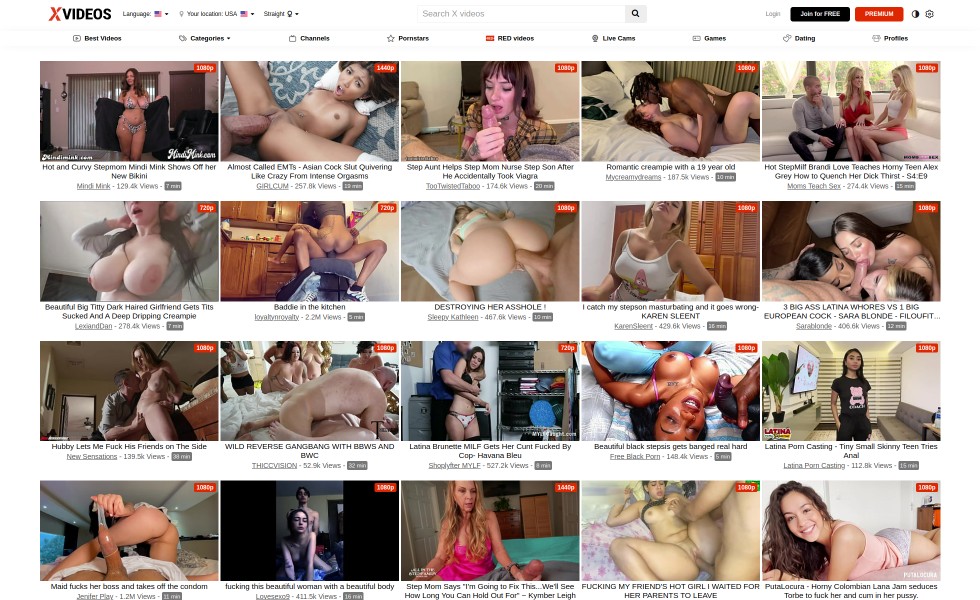 XVIDEOS
Language:
Your location: USA
Straight
Search X videos
Login
Join for FREE
PREMIUM
Best Videos
Categories
Channels
Pornstars
RED videos
Live Cams
Games
Dating
Profiles
1080p
1440p
1080p
1080p
1080p
MindiMink.com
Hot and Curvy Stepmom Mindi Mink Shows Off her
New Bikini
Mindi Mink - 129.4k Views - 7 min
Almost Called EMTs - Asian Cock Slut Quivering
Like Crazy From Intense Orgasms
GIRLCUM - 257.8k Views - 13 min
Step Aunt Helps Step Mom Nurse Step Son After
He Accidentally Took Viagra
TooTwistedTaboo - 174.6k Views - 20 min
Romantic creampie with a 19 year old
Mycreamydreams - 187.5k Views - 10 min
Hot StepMilf Brandi Love Teaches Horny Teen Alex
Grey How to Quench Her Dick Thirst - S4:E9
Moms Teach Sex - 274.4k Views - 15 min
720p
720p
1080p
1080p
1080p
Beautiful Big Titty Dark Haired Girlfriend Gets Tits
Sucked And A Deep Dripping Creampie
LexiandDan - 278.4k Views - 7 min
Baddie in the kitchen
loyaltynroyalty - 2.2M Views - 5 min
DESTROYING HER ASSHOLE !
Sleepy Kathleen - 467.6k Views - 10 min
I catch my stepson masturbating and it goes wrong-
KAREN SLEENT
KarenSleent - 429.6k Views - 16 min
3 BIG ASS LATINA WHORES VS 1 BIG
EUROPEAN COCK - SARA BLONDE - FILOUFIT…
Sarablonde - 406.6k Views - 12 min
1080p
1080p
720p
1080p
1080p
COACH
LATINA
Hubby Lets Me Fuck His Friends on The Side
New Sensations - 139.5k Views - 38 min
WILD REVERSE GANGBANG WITH BBWS AND
BWC
THICCVISION - 52.9k Views - 32 min
Latina Brunette MILF Gets Her Cunt Fucked By
Cop- Havana Bleu
Shoplyfter MYLF - 527.2k Views - 8 min
Beautiful black stepsis gets banged real hard
Free Black Porn - 148.4k Views - 5 min
Latina Porn Casting - Tiny Small Skinny Teen Tries
Anal
Latina Porn Casting - 112.8k Views - 15 min
1080p
1080p
1440p
1080p
1080p
PUTALOCURA
Maid fucks her boss and takes off the condom
Jenifer Play - 1.2M Views - 11 min
fucking this beautiful woman with a beautiful body
Lovesexo9 - 411.5k Views - 16 min
Step Mom Says "I'm Going to Fix This...We'll See
How Long You Can Hold Out For" ~ Kymber Leigh
FUCKING MY FRIEND'S HOT GIRL I WAITED FOR
HER PARENTS TO LEAVE
PutaLocura - Horny Colombian Lana Jam seduces
Torbe to fuck her and cum in her pussy.